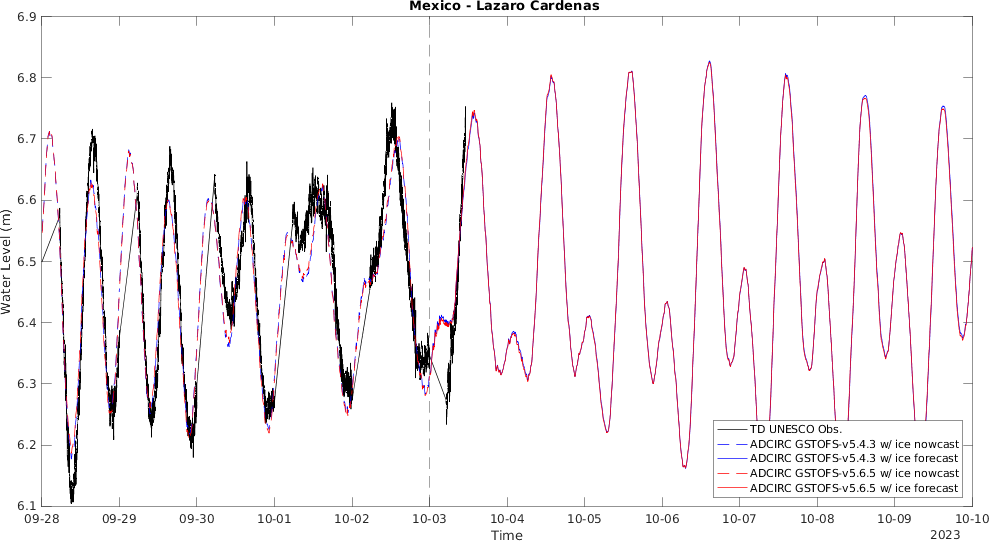 Mexico - Lazaro Cardenas
6.9
6.8
6.7
6.6
6.5
6.4
6.3
6.2
6.1
Water Level (m)
TD UNESCO Obs.
ADCIRC GSTOFS-v5.4.3 w/ ice nowcast
ADCIRC GSTOFS-v5.4.3 w/ ice forecast
ADCIRC GSTOFS-v5.6.5 w/ ice nowcast
ADCIRC GSTOFS-v5.6.5 w/ ice forecast
09-28 09-29 09-30 10-01 10-02 10-03 10-04 10-05 10-06 10-07 10-08 10-09 10-10
Time
2023